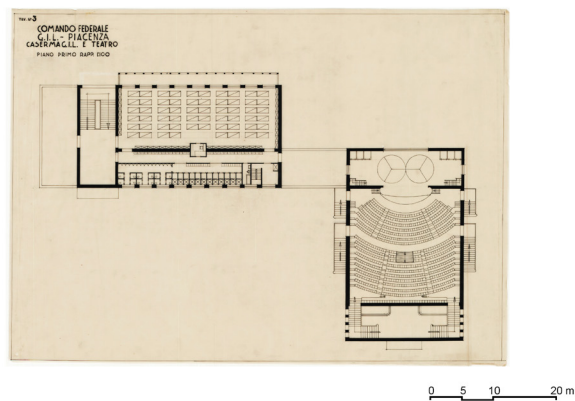 TAV. N° 3
COMANDO FEDERALE
G.I.L. - PIACENZA
CASERMA G.I.L. E TEATRO
PIANO PRIMO RAPP. 1:100
0 5 10 20 m